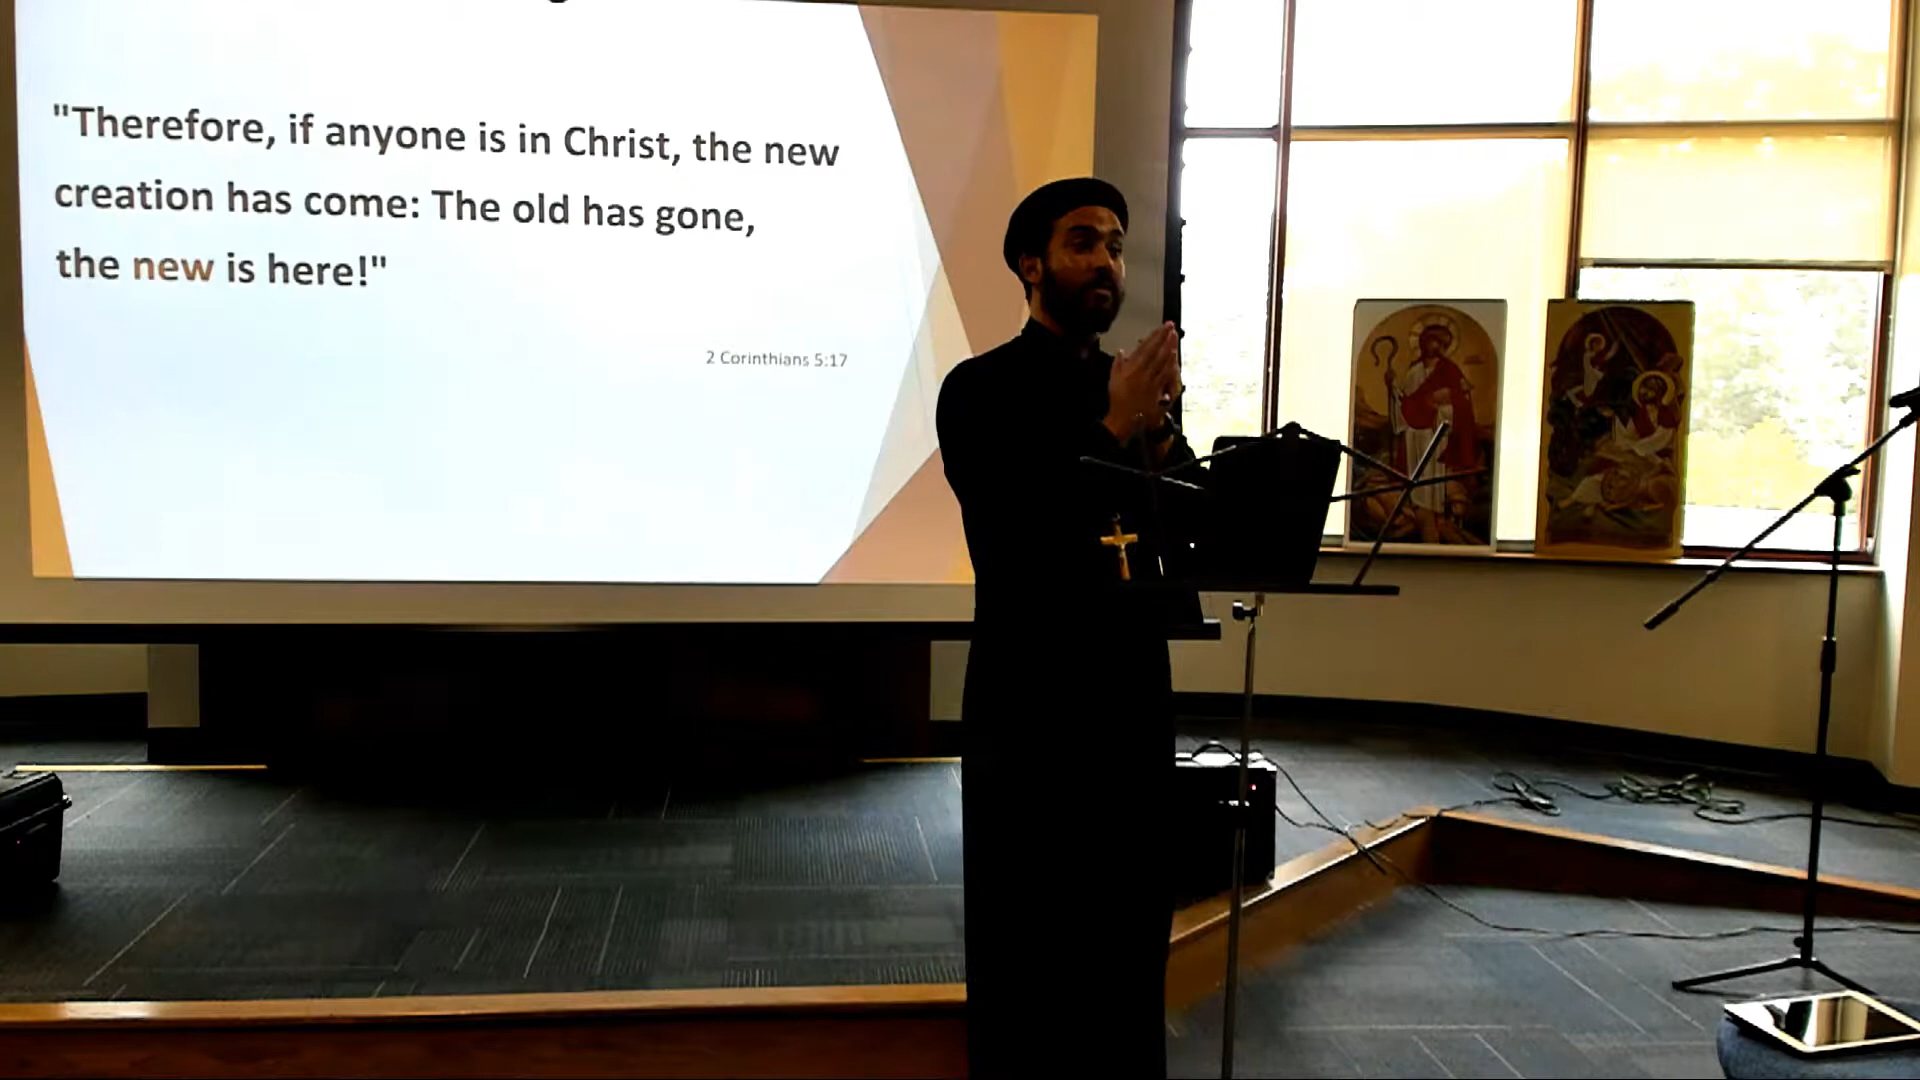 "Therefore, if anyone is in Christ, the new
creation has come: The old has gone,
the new is here!"
2 Corinthians 5:17